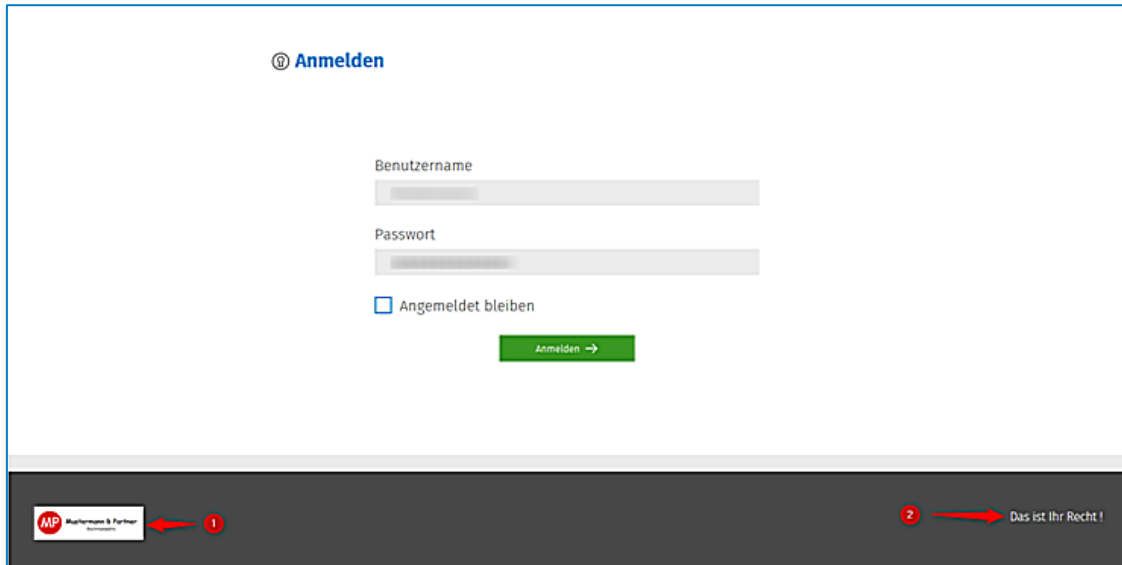 Anmelden
Benutzername
Passwort
Angemeldet bleiben
Anmelden →
MP Mustermann & Partner
1
2
Das ist Ihr Recht !